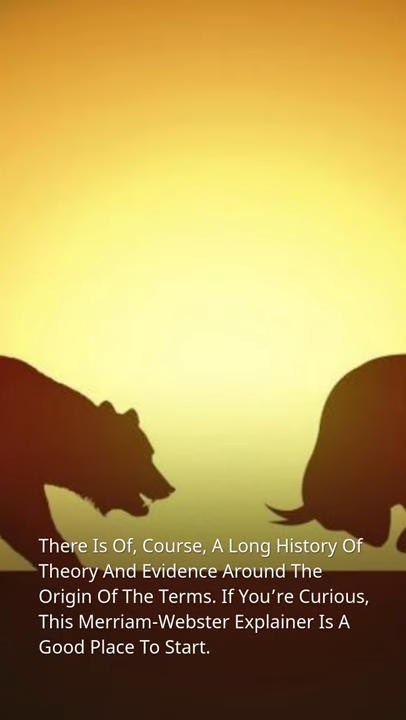 There Is Of, Course, A Long History Of
Theory And Evidence Around The
Origin Of The Terms. If You’re Curious,
This Merriam-Webster Explainer Is A
Good Place To Start.